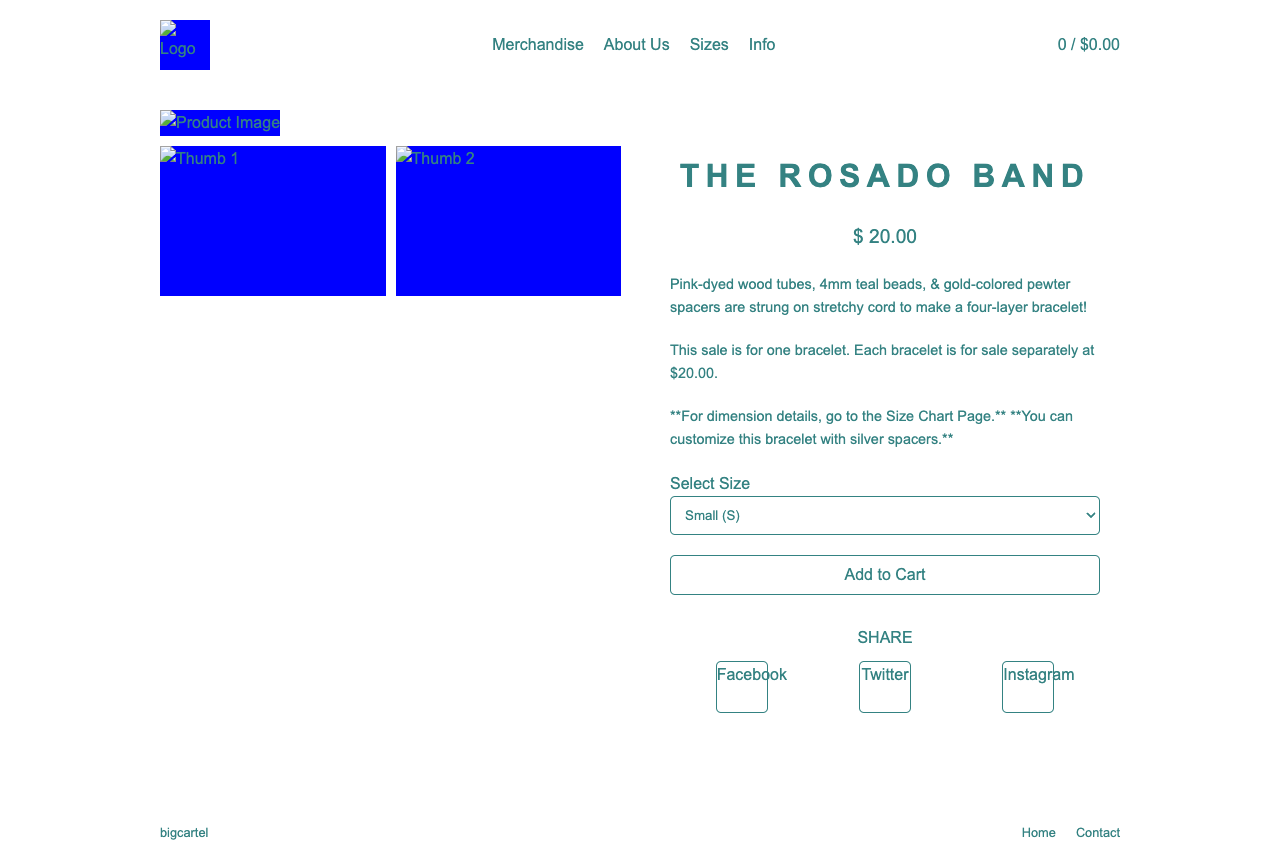 Logo
Merchandise About Us Sizes Info
0 / $0.00
Product Image
Thumb 1 Thumb 2
THE ROSADO BAND
$ 20.00
Pink-dyed wood tubes, 4mm teal beads, & gold-colored pewter
spacers are strung on stretchy cord to make a four-layer bracelet!
This sale is for one bracelet. Each bracelet is for sale separately at
$20.00.
**For dimension details, go to the Size Chart Page.** **You can
customize this bracelet with silver spacers.**
Select Size
Small (S)
Add to Cart
SHARE
Facebook Twitter Instagram
bigcartel
Home Contact